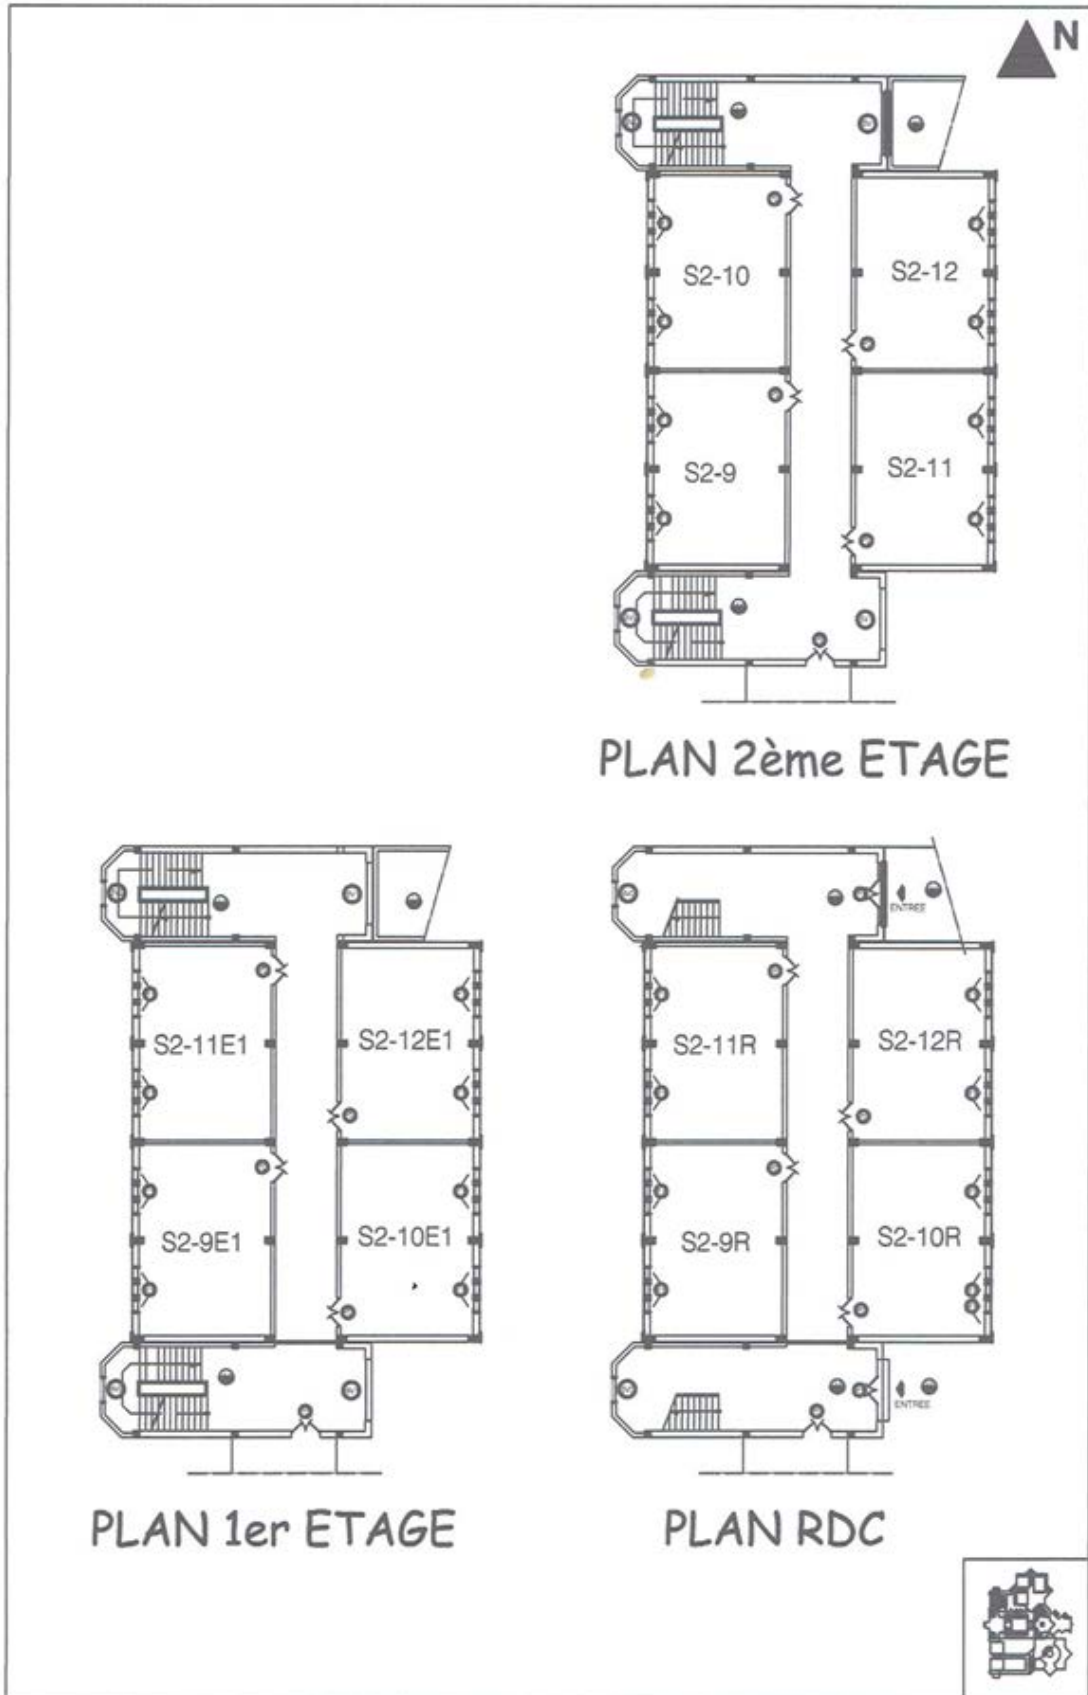 N
S2-10
S2-12
S2-9
S2-11
PLAN 2ème ETAGE
ENTREE
S2-11E1
S2-12E1
S2-11R
S2-12R
S2-9E1
S2-10E1
S2-9R
S2-10R
ENTREE
PLAN 1er ETAGE
PLAN RDC